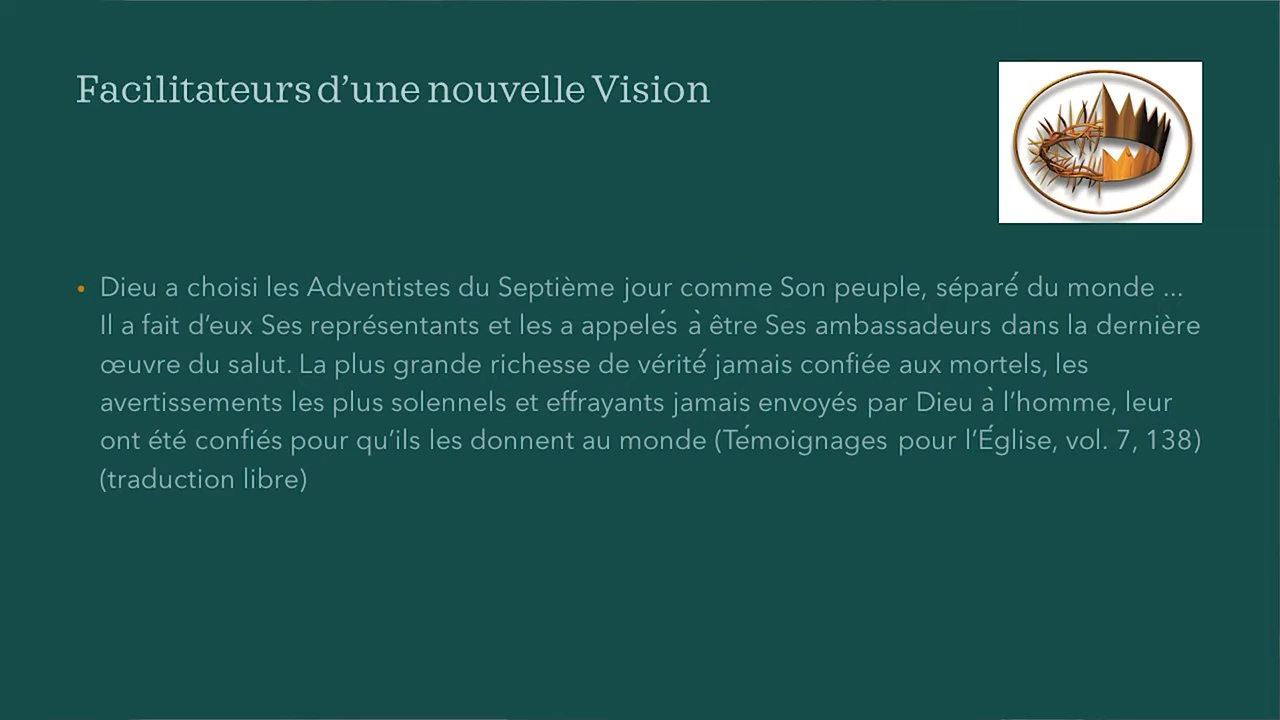 Facilitateurs d’une nouvelle Vision
• Dieu a choisi les Adventistes du Septième jour comme Son peuple, séparé du monde ...
Il a fait d’eux Ses représentants et les a appelés à être Ses ambassadeurs dans la dernière
œuvre du salut. La plus grande richesse de vérité jamais confiée aux mortels, les
avertissements les plus solennels et effrayants jamais envoyés par Dieu à l’homme, leur
ont été confiés pour qu’ils les donnent au monde (Témoignages pour l’Église, vol. 7, 138)
(traduction libre)